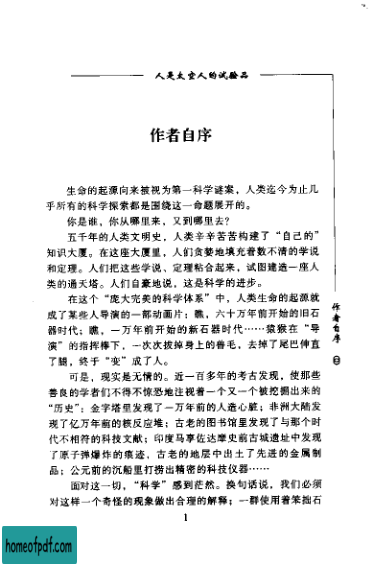 人是太空人的试验品
作者自序
生命的起源向来被视为第一科学谜案，人类迄今为止几
乎所有的科学探索都是围绕这一命题展开的。
你是谁，你从哪里来，又到哪里去？
五千年的人类文明史，人类辛辛苦苦构建了“自己的”
知识大厦。在这座大厦里，人们贪婪地填充着数不清的学说
和定理。人们把这些学说、定理粘合起来，试图建造一座人
类的通天塔。人们自豪地说，这是科学的进步。
在这个“庞大完美的科学体系”中，人类生命的起源就
成了某些人导演的一部动画片；瞧，六十万年前开始的旧石
器时代；瞧，一万年前开始的新石器时代……猿猴在“导
演”的指挥棒下，一次次拔掉身上的兽毛，去掉了尾巴伸直
了腿，终于“变”成了人。
可是，现实是无情的。近一百多年的考古发现，使那些
善良的学者们不得不惊恐地注视着一个又一个被挖掘出来的
“历史”：金字塔里发现了一万年前的人造心脏；非洲大陆发
现了亿万年前的核反应堆；古老的图书馆里发现了与那个时
代不相符的科技文献；印度马亨佐达摩史前古城遗址中发现
了原子弹爆炸的痕迹，古老的地层中出土了先进的金属制
品；公元前的沉船里打捞出精密的科技仪器……
面对这一切，“科学”感到茫然。换句话说，我们必须
对这样一个奇怪的现象做出合理的解释；一群使用着笨拙石
作者自序
1
homeofpdf.com